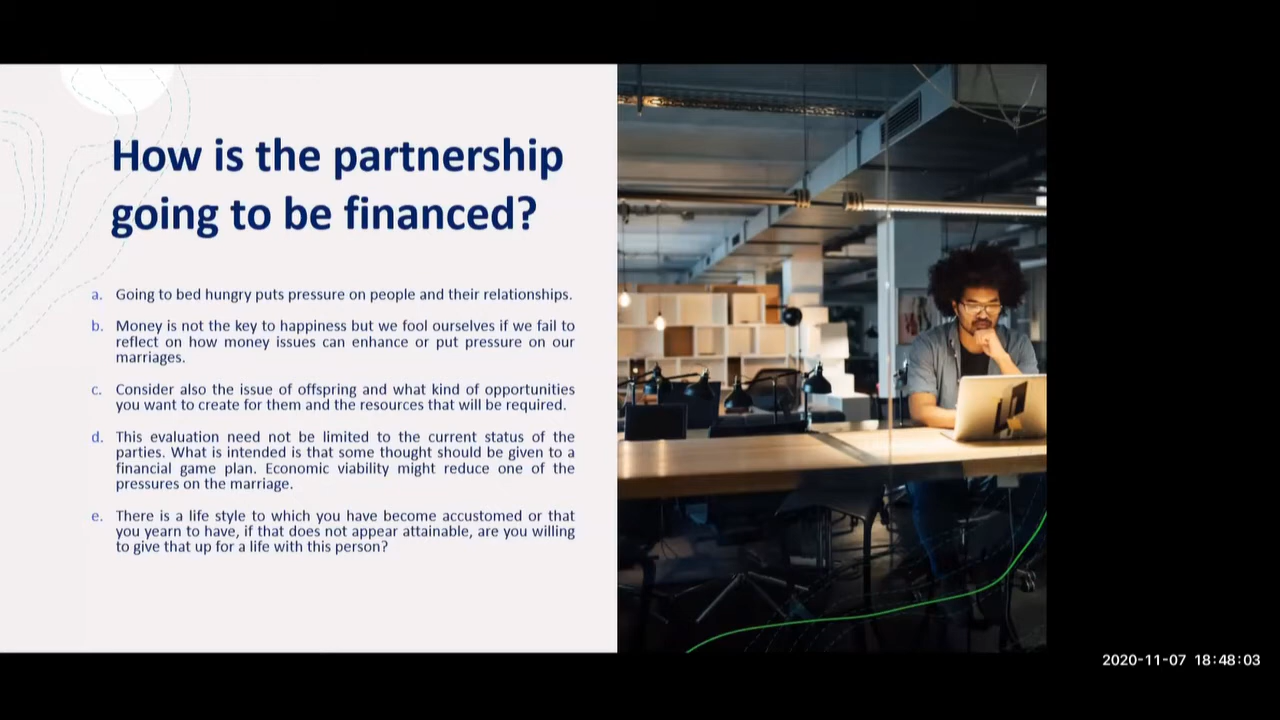 How is the partnership
going to be financed?
a. Going to bed hungry puts pressure on people and their relationships.
b. Money is not the key to happiness but we fool ourselves if we fail to
reflect on how money issues can enhance or put pressure on our
marriages.
c. Consider also the issue of offspring and what kind of opportunities
you want to create for them and the resources that will be required.
d. This evaluation need not be limited to the current status of the
parties. What is intended is that some thought should be given to a
financial game plan. Economic viability might reduce one of the
pressures on the marriage.
e. There is a life style to which you have become accustomed or that
you yearn to have, if that does not appear attainable, are you willing
to give that up for a life with this person?
2020-11-07 18:48:03